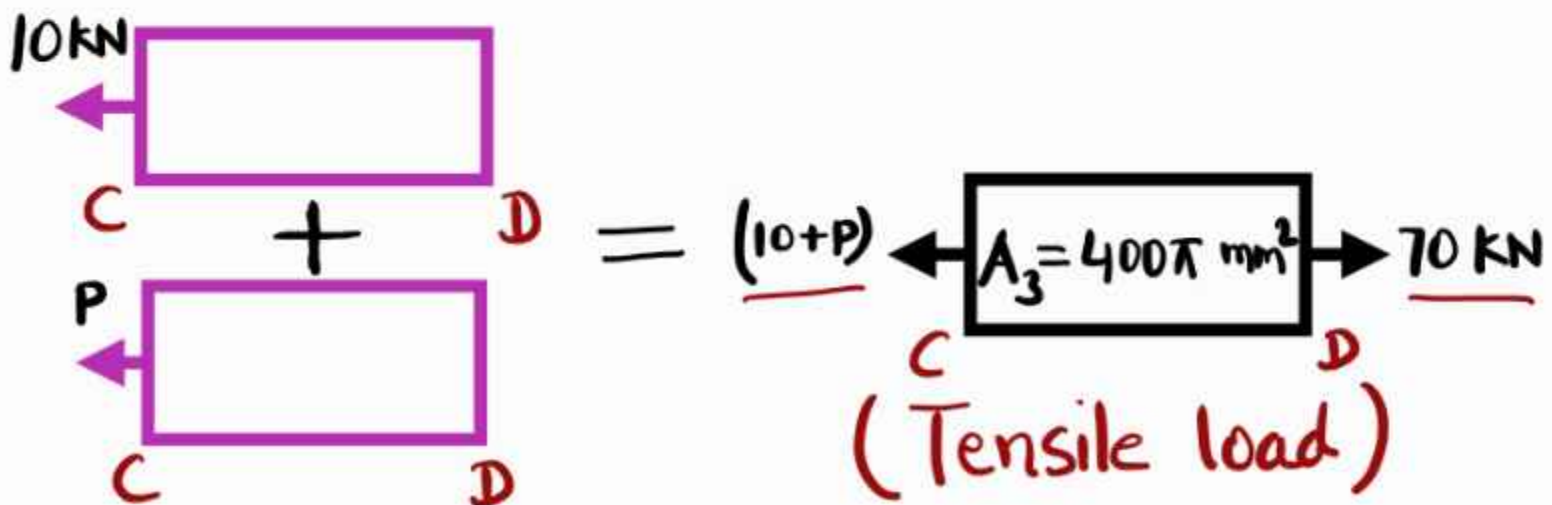 10KN
C
D
+
P
C
D
=
(10+P)
A₃=400π mm²
70 KN
C
D
(Tensile load)